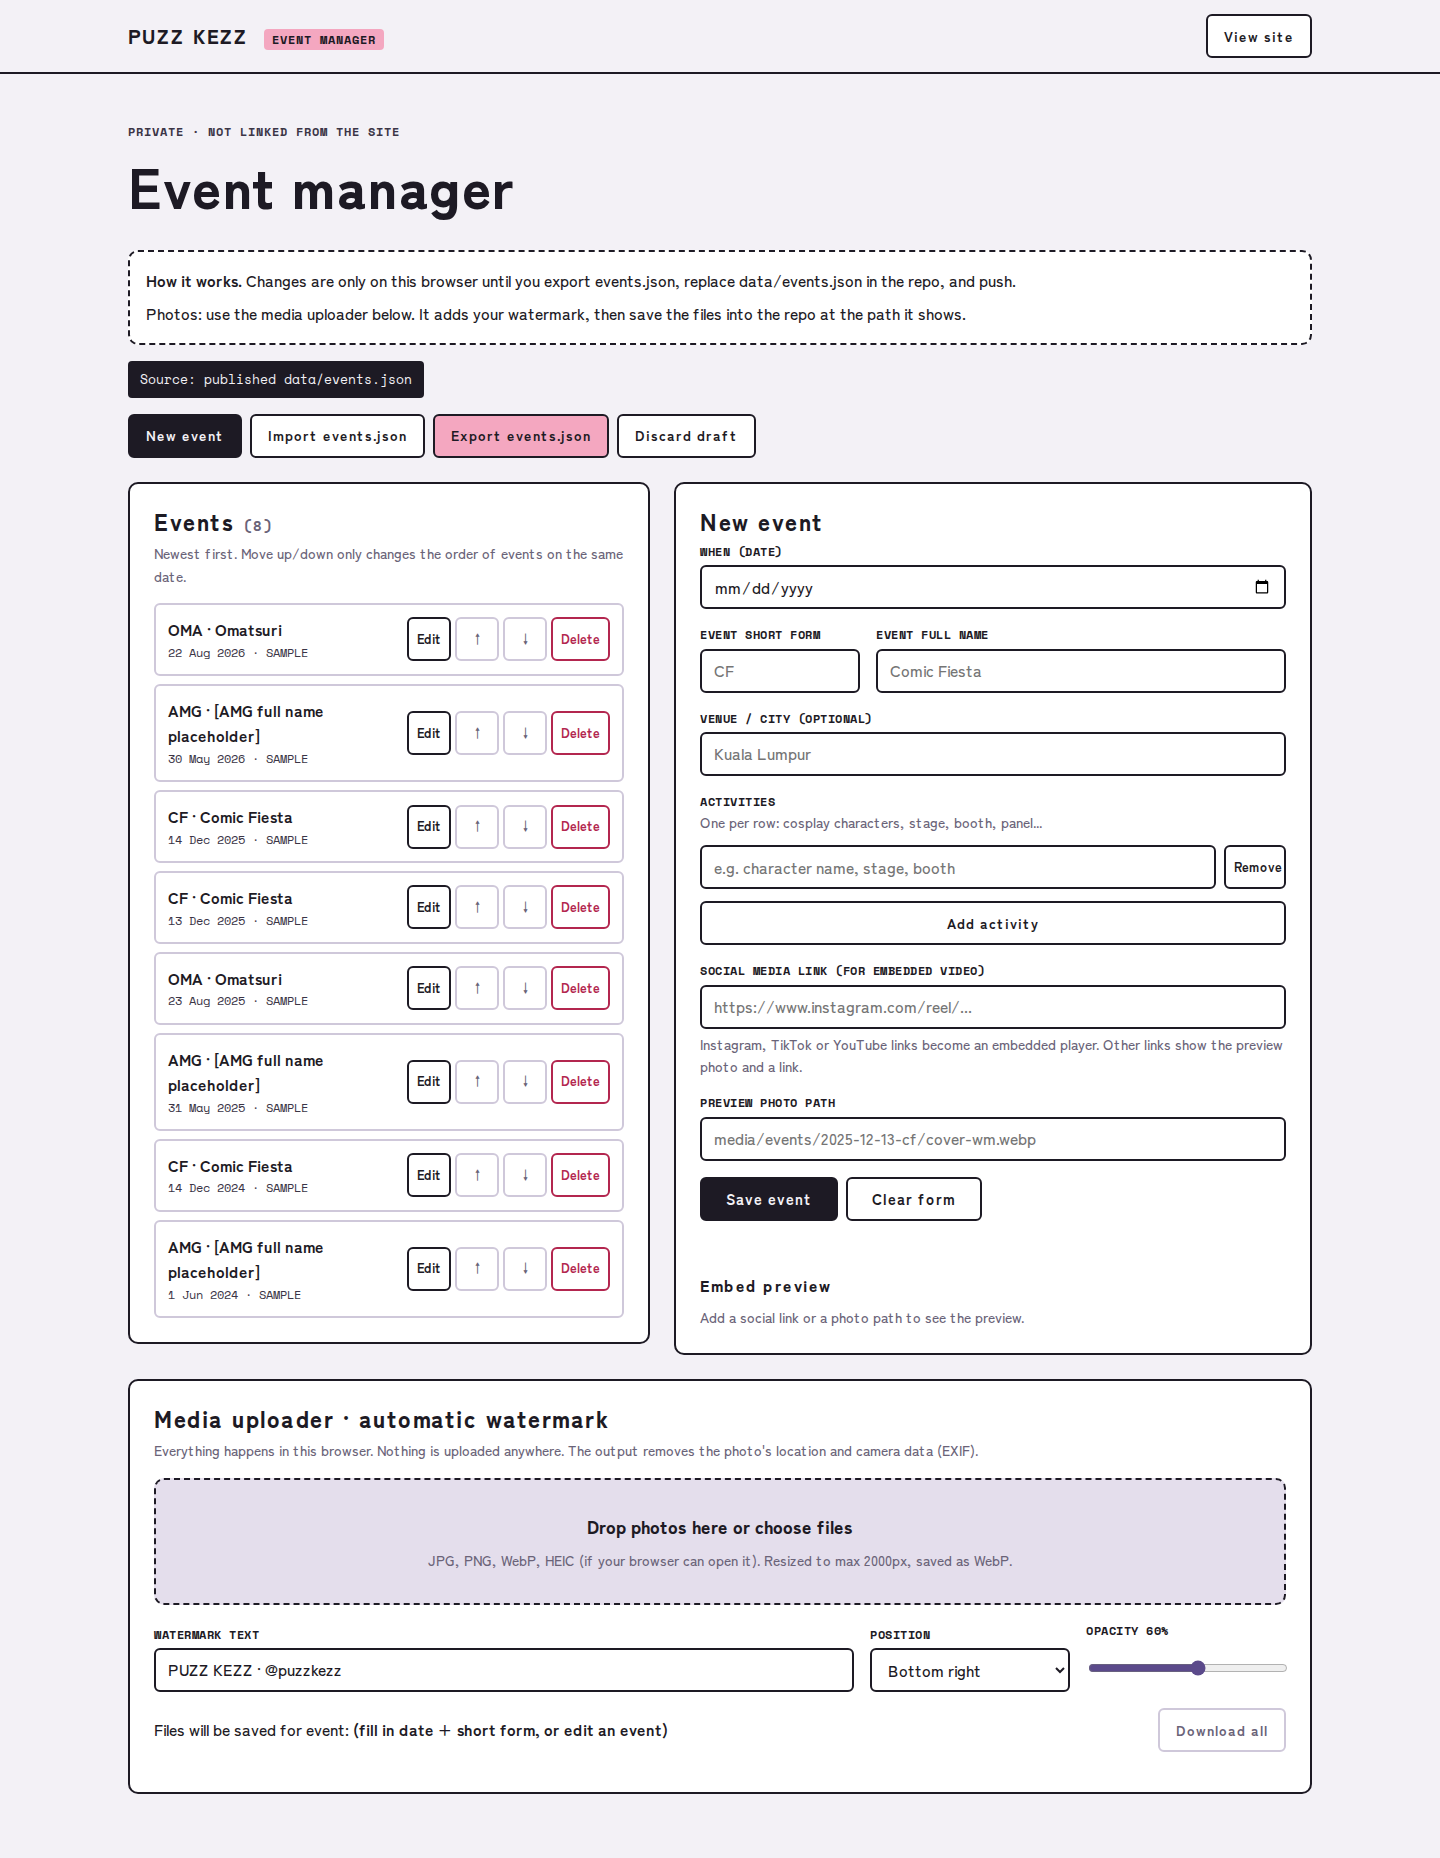 PUZZ KEZZ
EVENT MANAGER
View site
PRIVATE · NOT LINKED FROM THE SITE
Event manager
How it works. Changes are only on this browser until you export events.json, replace data/events.json in the repo, and push.
Photos: use the media uploader below. It adds your watermark, then save the files into the repo at the path it shows.
Source: published data/events.json
New event
Import events.json
Export events.json
Discard draft
Events (8)
Newest first. Move up/down only changes the order of events on the same
date.
OMA · Omatsuri
22 Aug 2026 · SAMPLE
Edit
↑
↓
Delete
AMG · [AMG full name
placeholder]
30 May 2026 · SAMPLE
Edit
↑
↓
Delete
CF · Comic Fiesta
14 Dec 2025 · SAMPLE
Edit
↑
↓
Delete
CF · Comic Fiesta
13 Dec 2025 · SAMPLE
Edit
↑
↓
Delete
OMA · Omatsuri
23 Aug 2025 · SAMPLE
Edit
↑
↓
Delete
AMG · [AMG full name
placeholder]
31 May 2025 · SAMPLE
Edit
↑
↓
Delete
CF · Comic Fiesta
14 Dec 2024 · SAMPLE
Edit
↑
↓
Delete
AMG · [AMG full name
placeholder]
1 Jun 2024 · SAMPLE
Edit
↑
↓
Delete
New event
WHEN (DATE)
mm/dd/yyyy
EVENT SHORT FORM
CF
EVENT FULL NAME
Comic Fiesta
VENUE / CITY (OPTIONAL)
Kuala Lumpur
ACTIVITIES
One per row: cosplay characters, stage, booth, panel...
e.g. character name, stage, booth
Remove
Add activity
SOCIAL MEDIA LINK (FOR EMBEDDED VIDEO)
https://www.instagram.com/reel/...
Instagram, TikTok or YouTube links become an embedded player. Other links show the preview
photo and a link.
PREVIEW PHOTO PATH
media/events/2025-12-13-cf/cover-wm.webp
Save event
Clear form
Embed preview
Add a social link or a photo path to see the preview.
Media uploader · automatic watermark
Everything happens in this browser. Nothing is uploaded anywhere. The output removes the photo's location and camera data (EXIF).
Drop photos here or choose files
JPG, PNG, WebP, HEIC (if your browser can open it). Resized to max 2000px, saved as WebP.
WATERMARK TEXT
PUZZ KEZZ · @puzzkezz
POSITION
Bottom right
OPACITY 60%
Files will be saved for event: (fill in date + short form, or edit an event)
Download all